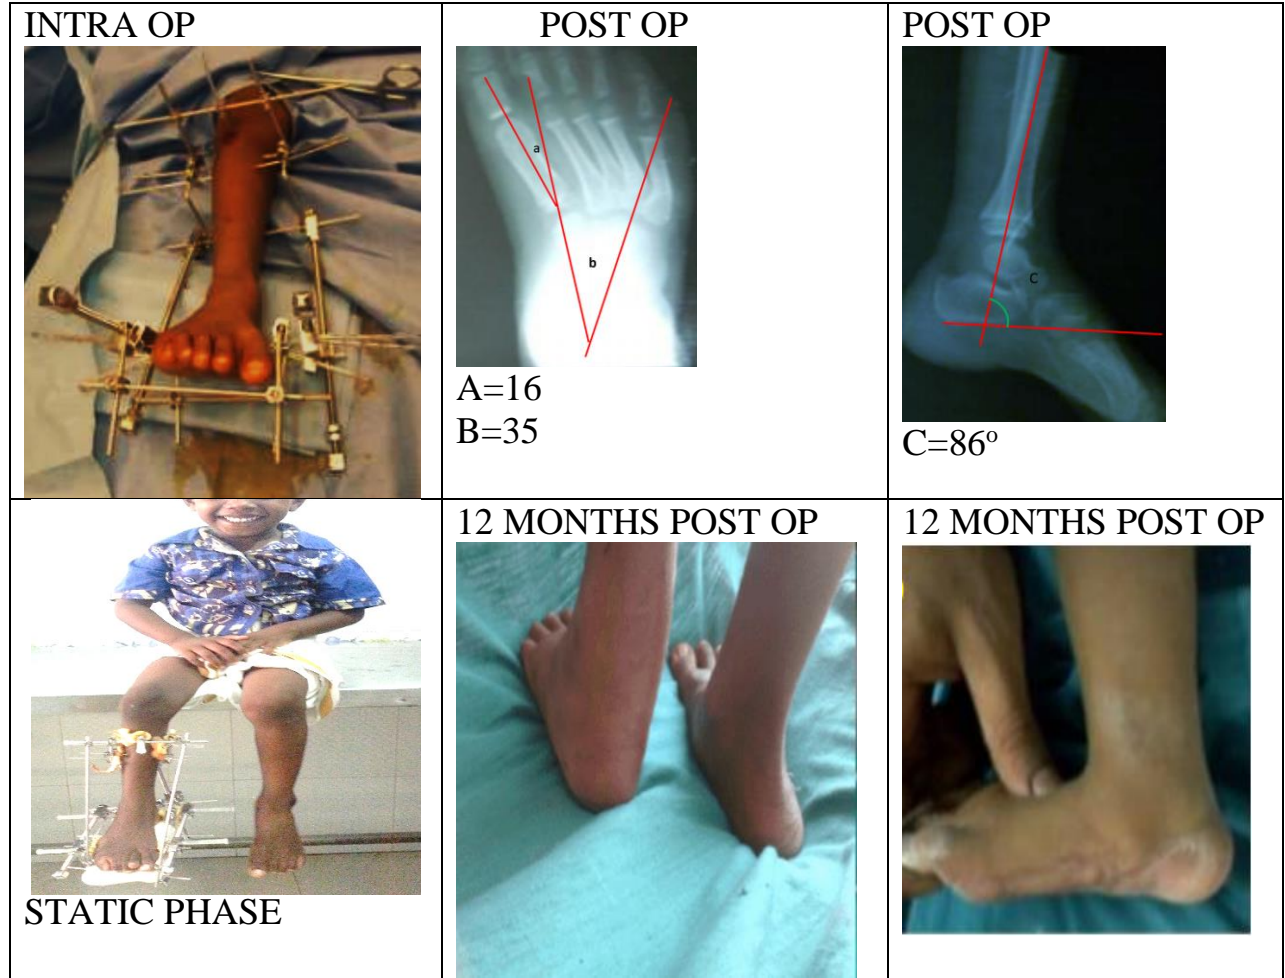 INTRA OP
POST OP
POST OP
a
b
C
A=16
B=35
C=86º
12 MONTHS POST OP
12 MONTHS POST OP
STATIC PHASE